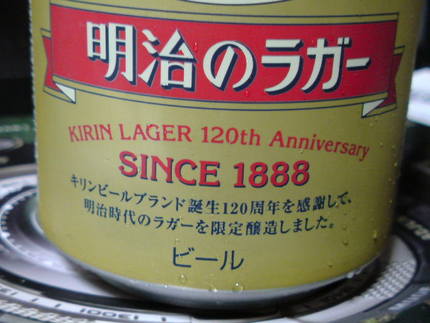 明治のラガー
KIRIN LAGER 120th Anniversary
SINCE 1888
キリンビールブランド誕生120周年を感謝して、
明治時代のラガーを限定醸造しました。
ビール